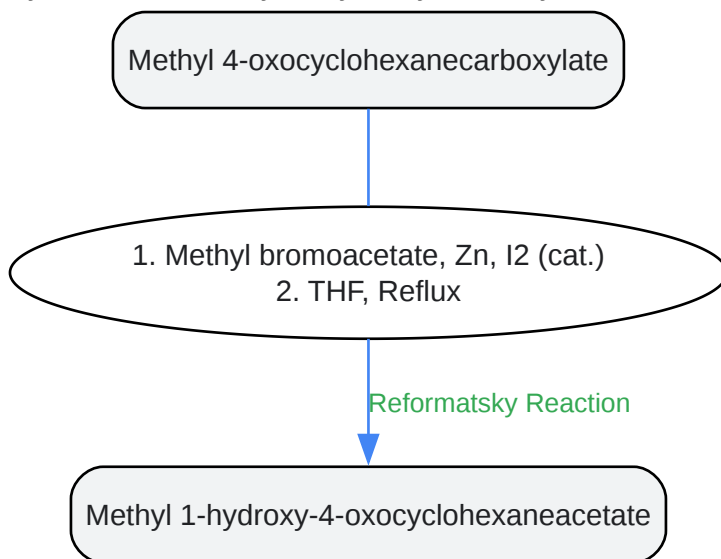 Methyl 4-oxocyclohexanecarboxylate
1. Methyl bromoacetate, Zn, I2 (cat.)
2. THF, Reflux
Reformatsky Reaction
Methyl 1-hydroxy-4-oxocyclohexaneacetate